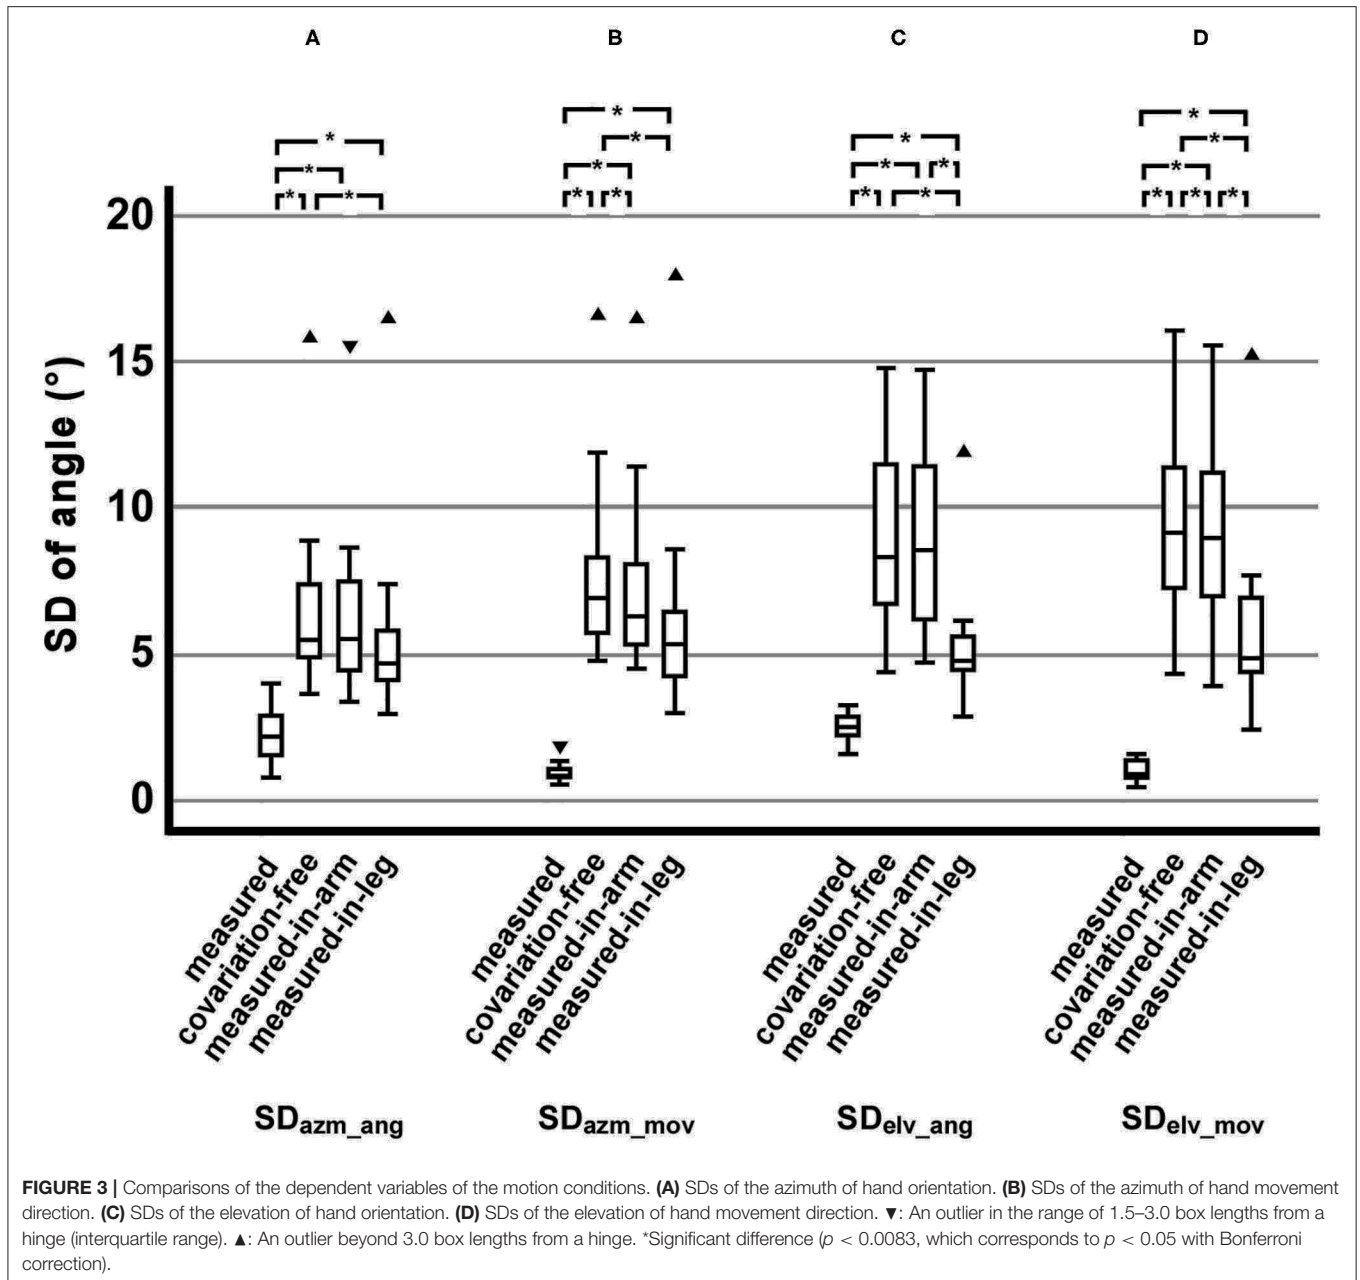 A B C D
* * * *
* * * *
* * * * *
* * * * * * * * *
20
15
10
5
0
SD of angle (°)
measured
covariation-free
measured-in-arm
measured-in-leg
measured
covariation-free
measured-in-arm
measured-in-leg
measured
covariation-free
measured-in-arm
measured-in-leg
measured
covariation-free
measured-in-arm
measured-in-leg
SDazm_ang SDazm_mov SDelv_ang SDelv_mov
FIGURE 3 | Comparisons of the dependent variables of the motion conditions. (A) SDs of the azimuth of hand orientation. (B) SDs of the azimuth of hand movement
direction. (C) SDs of the elevation of hand orientation. (D) SDs of the elevation of hand movement direction. ▼: An outlier in the range of 1.5–3.0 box lengths from a
hinge (interquartile range). ▲: An outlier beyond 3.0 box lengths from a hinge. *Significant difference (p < 0.0083, which corresponds to p < 0.05 with Bonferroni
correction).